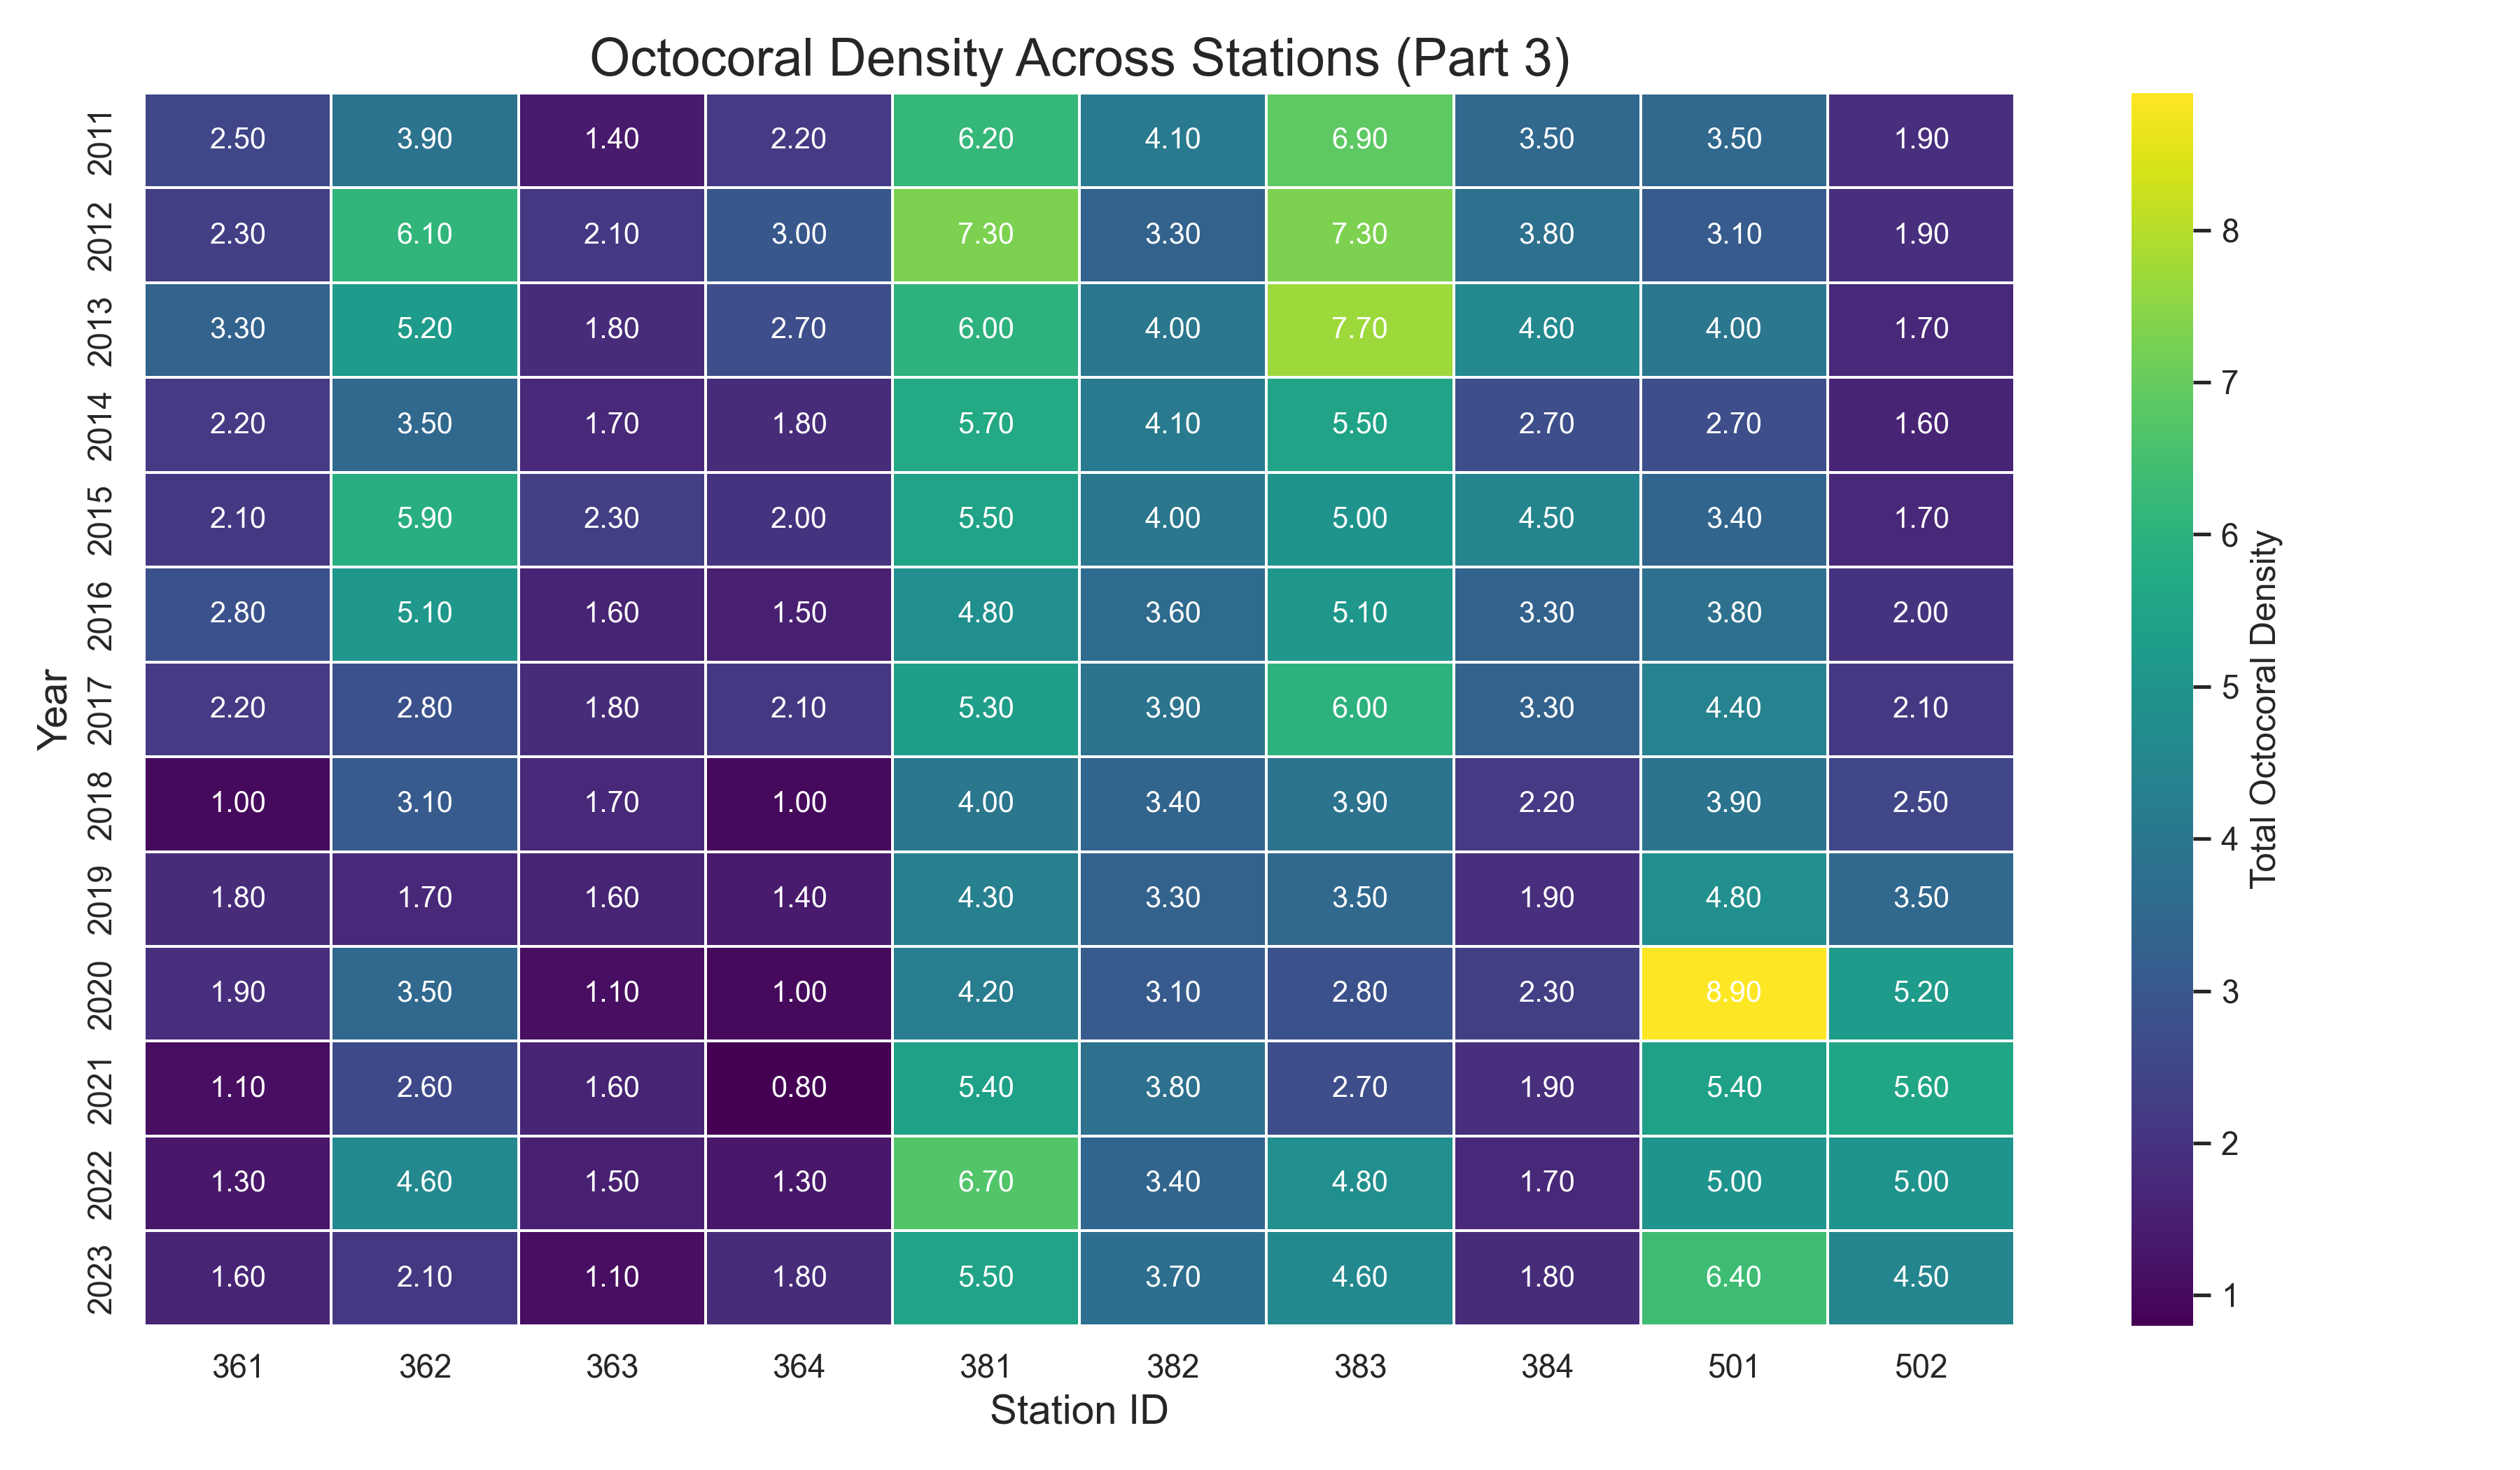 Octocoral Density Across Stations (Part 3)
2011 2.50 3.90 1.40 2.20 6.20 4.10 6.90 3.50 3.50 1.90
2012 2.30 6.10 2.10 3.00 7.30 3.30 7.30 3.80 3.10 1.90
2013 3.30 5.20 1.80 2.70 6.00 4.00 7.70 4.60 4.00 1.70
2014 2.20 3.50 1.70 1.80 5.70 4.10 5.50 2.70 2.70 1.60
2015 2.10 5.90 2.30 2.00 5.50 4.00 5.00 4.50 3.40 1.70
2016 2.80 5.10 1.60 1.50 4.80 3.60 5.10 3.30 3.80 2.00
2017 2.20 2.80 1.80 2.10 5.30 3.90 6.00 3.30 4.40 2.10
2018 1.00 3.10 1.70 1.00 4.00 3.40 3.90 2.20 3.90 2.50
2019 1.80 1.70 1.60 1.40 4.30 3.30 3.50 1.90 4.80 3.50
2020 1.90 3.50 1.10 1.00 4.20 3.10 2.80 2.30 8.90 5.20
2021 1.10 2.60 1.60 0.80 5.40 3.80 2.70 1.90 5.40 5.60
2022 1.30 4.60 1.50 1.30 6.70 3.40 4.80 1.70 5.00 5.00
2023 1.60 2.10 1.10 1.80 5.50 3.70 4.60 1.80 6.40 4.50
361 362 363 364 381 382 383 384 501 502
Station ID
Year
8
7
6
5
4
3
2
1
Total Octocoral Density